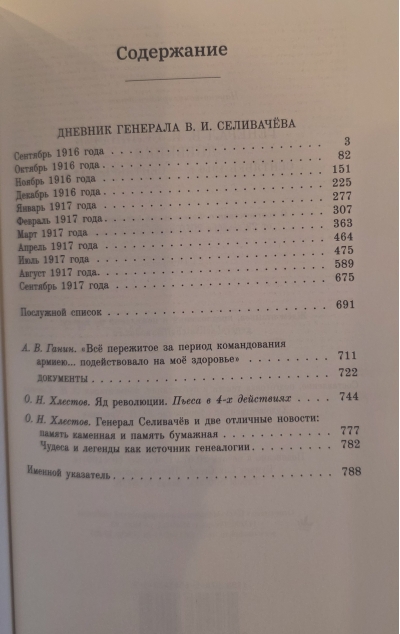 Содержание
ДНЕВНИК ГЕНЕРАЛА В. И. СЕЛИВАЧЁВА
Сентябрь 1916 года . . . . . . . . . . . . . . . . . . . . . 3
Октябрь 1916 года . . . . . . . . . . . . . . . . . . . . . 82
Ноябрь 1916 года . . . . . . . . . . . . . . . . . . . . . 151
Декабрь 1916 года . . . . . . . . . . . . . . . . . . . . . 225
Январь 1917 года . . . . . . . . . . . . . . . . . . . . . 277
Февраль 1917 года . . . . . . . . . . . . . . . . . . . . . 307
Март 1917 года . . . . . . . . . . . . . . . . . . . . . 363
Апрель 1917 года . . . . . . . . . . . . . . . . . . . . . 464
Июль 1917 года . . . . . . . . . . . . . . . . . . . . . 475
Август 1917 года. . . . . . . . . . . . . . . . . . . . . . 589
Сентябрь 1917 года . . . . . . . . . . . . . . . . . . . . . 675
Послужной список . . . . . . . . . . . . . . . . . . . . . 691
А. В. Ганин. «Всё пережитое за период командования
армиею... подействовало на моё здоровье» . . . . . . . . . 711
ДОКУМЕНТЫ . . . . . . . . . . . . . . . . . . . . . 722
О. Н. Хлестов. Яд революции. Пьеса в 4-х действиях . . . . 744
О. Н. Хлестов. Генерал Селивачёв и две отличные новости:
память каменная и память бумажная . . . . . . . . . . . 777
Чудеса и легенды как источник генеалогии . . . . . . . . . 782
Именной указатель . . . . . . . . . . . . . . . . . . . . . 788